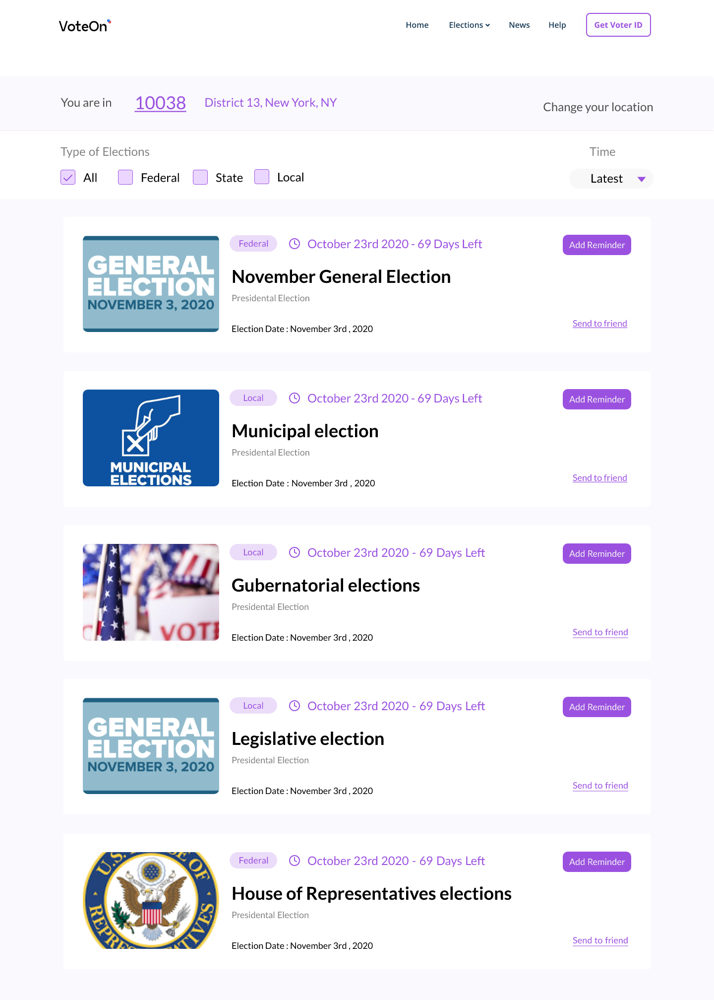 VoteOn
Home Elections News Help Get Voter ID
You are in 10038 District 13, New York, NY
Change your location
Type of Elections
Time
All Federal State Local
Latest
GENERAL
ELECTION
NOVEMBER 3, 2020
Federal October 23rd 2020 - 69 Days Left
Add Reminder
November General Election
Presidental Election
Send to friend
Election Date : November 3rd , 2020
MUNICIPAL
ELECTIONS
Local October 23rd 2020 - 69 Days Left
Add Reminder
Municipal election
Presidental Election
Send to friend
Election Date : November 3rd , 2020
VOTE
Local October 23rd 2020 - 69 Days Left
Add Reminder
Gubernatorial elections
Presidental Election
Send to friend
Election Date : November 3rd , 2020
GENERAL
ELECTION
NOVEMBER 3, 2020
Local October 23rd 2020 - 69 Days Left
Add Reminder
Legislative election
Presidental Election
Send to friend
Election Date : November 3rd , 2020
U.S. OF
Federal October 23rd 2020 - 69 Days Left
Add Reminder
House of Representatives elections
Presidental Election
Send to friend
Election Date : November 3rd , 2020